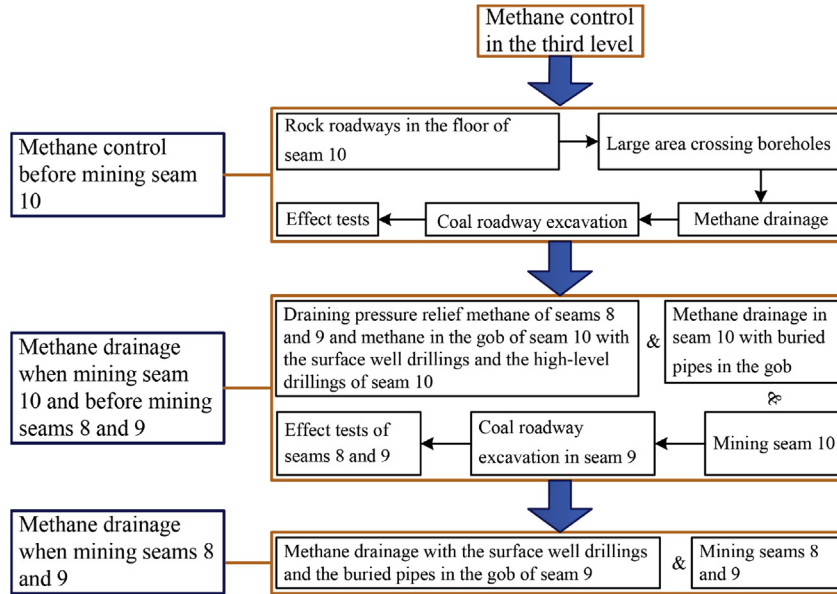 Methane control
in the third level
Methane control
before mining seam
10
Rock roadways in the floor of
seam 10
Large area crossing boreholes
Effect tests
Coal roadway excavation
Methane drainage
Methane drainage
when mining seam
10 and before mining
seams 8 and 9
Draining pressure relief methane of seams 8
and 9 and methane in the gob of seam 10 with
the surface well drillings and the high-level
drillings of seam 10
&
Methane drainage in
seam 10 with buried
pipes in the gob
&
Effect tests of
seams 8 and 9
Coal roadway
excavation in seam 9
Mining seam 10
Methane drainage
when mining seams 8
and 9
Methane drainage with the surface well drillings
and the buried pipes in the gob of seam 9
&
Mining seams 8
and 9